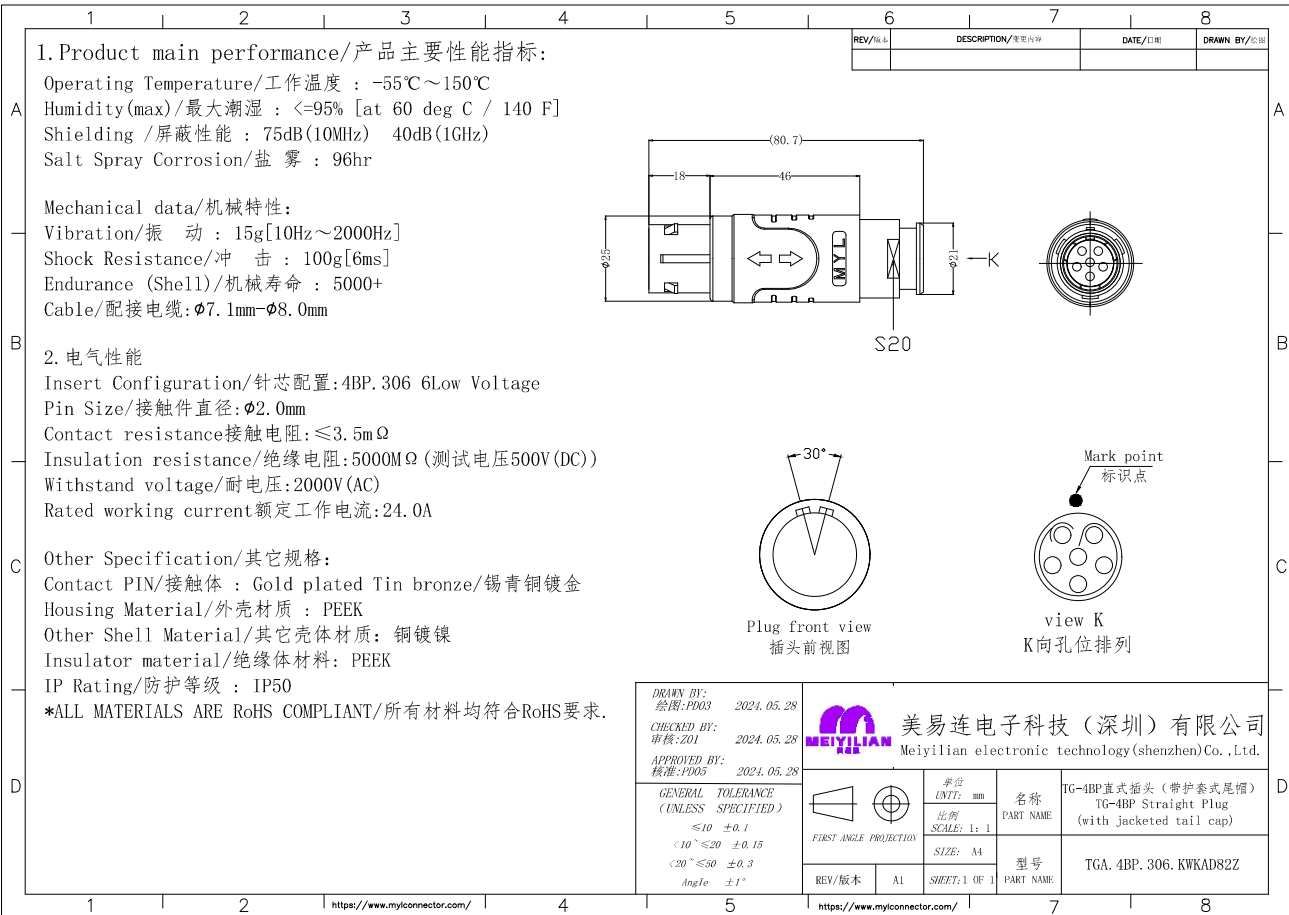 1 2 3 4 5 6 7 8
REV/版本 DESCRIPTION/变更内容 DATE/日期 DRAWN BY/绘图
A A
B B
C C
D D
1.Product main performance/产品主要性能指标:
Operating Temperature/工作温度 : -55℃～150℃
Humidity(max)/最大潮湿 : <=95% [at 60 deg C / 140 F]
Shielding /屏蔽性能 : 75dB(10MHz) 40dB(1GHz)
Salt Spray Corrosion/盐 雾 : 96hr
Mechanical data/机械特性:
Vibration/振 动 : 15g[10Hz～2000Hz]
Shock Resistance/冲 击 : 100g[6ms]
Endurance (Shell)/机械寿命 : 5000+
Cable/配接电缆:Φ7.1mm-Φ8.0mm
2.电气性能
Insert Configuration/针芯配置:4BP.306 6Low Voltage
Pin Size/接触件直径:Φ2.0mm
Contact resistance接触电阻:≤3.5mΩ
Insulation resistance/绝缘电阻:5000MΩ(测试电压500V(DC))
Withstand voltage/耐电压:2000V(AC)
Rated working current额定工作电流:24.0A
Other Specification/其它规格:
Contact PIN/接触体 : Gold plated Tin bronze/锡青铜镀金
Housing Material/外壳材质 : PEEK
Other Shell Material/其它壳体材质: 铜镀镍
Insulator material/绝缘体材料: PEEK
IP Rating/防护等级 : IP50
*ALL MATERIALS ARE RoHS COMPLIANT/所有材料均符合RoHS要求.
(80.7)
18 46
φ25
MYL
φ21
K
S20
30°
Plug front view
插头前视图
Mark point
标识点
view K
K向孔位排列
DRAWN BY:
绘图:PD03 2024.05.28
CHECKED BY:
审核:Z01 2024.05.28
APPROVED BY:
核准:PD05 2024.05.28
GENERAL TOLERANCE
(UNLESS SPECIFIED)
≤10 ±0.1
<10~≤20 ±0.15
<20~≤50 ±0.3
Angle ±1°
MEIYILIAN
美易连
美易连电子科技（深圳）有限公司
Meiyilian electronic technology(shenzhen)Co.,Ltd.
FIRST ANGLE PROJECTION
单位
UNTT: mm
比例
SCALE: 1: 1
SIZE: A4
REV/版本 A1 SHEET:1 OF 1
名称
PART NAME
TG-4BP直式插头（带护套式尾帽）
TG-4BP Straight Plug
(with jacketed tail cap)
型号
PART NAME
TGA.4BP.306.KWKAD82Z
1 2 https://www.mylconnector.com/ 4 5 https://www.mylconnector.com/ 7 8